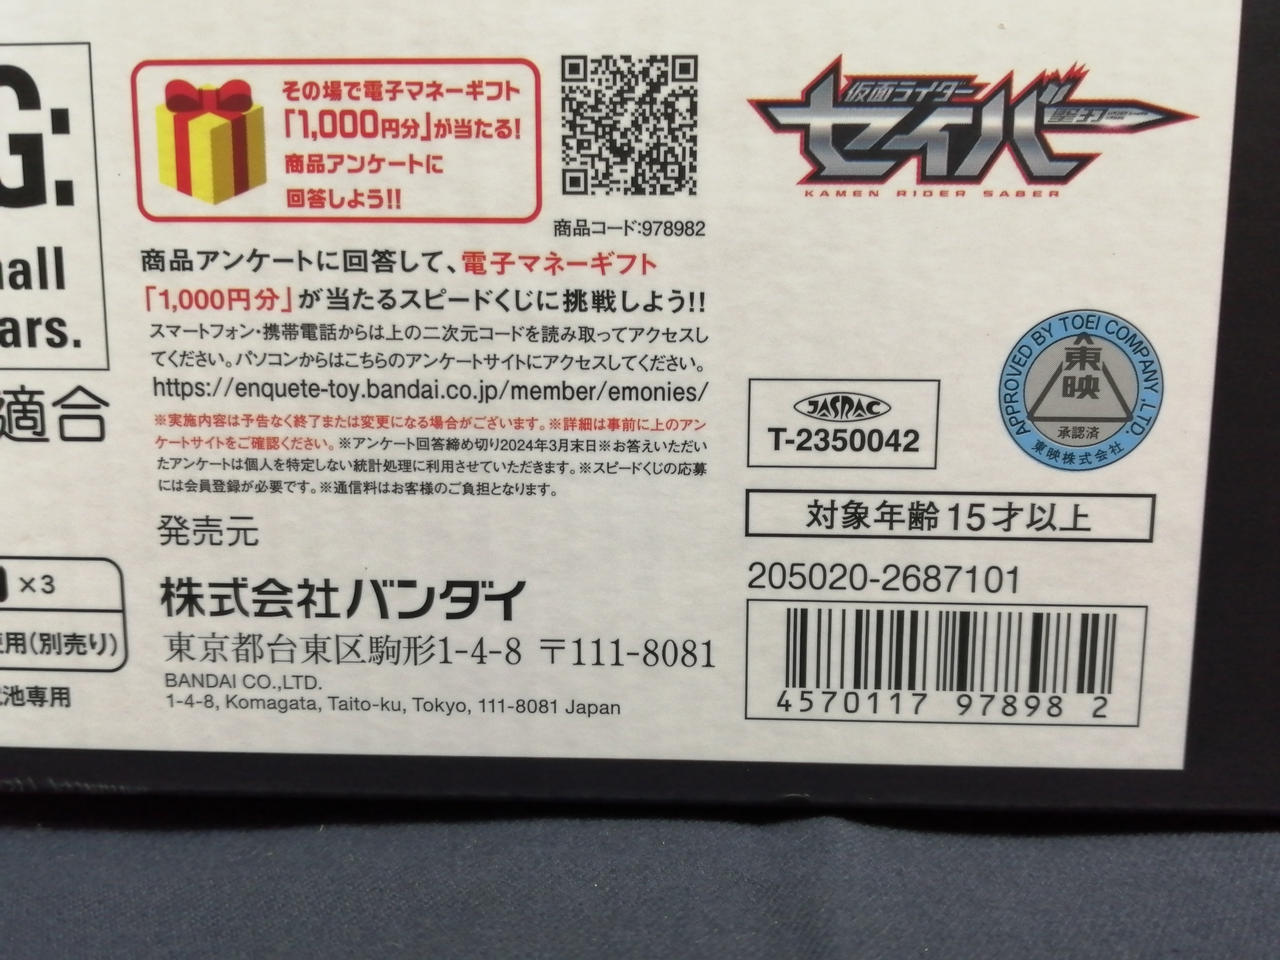 G:
all
ars.
適合
×3
使用(別売り)
池専用
その場で電子マネーギフト
「1,000円分」が当たる!
商品アンケートに
回答しよう!!
商品コード:978982
商品アンケートに回答して、電子マネーギフト
「1,000円分」が当たるスピードくじに挑戦しよう!!
スマートフォン・携帯電話からは上の二次元コードを読み取ってアクセスし
てください。パソコンからはこちらのアンケートサイトにアクセスしてください。
https://enquete-toy.bandai.co.jp/member/emonies/
※実施内容は予告なく終了または変更になる場合がございます。※詳細は事前に上のアン
ケートサイトをご確認ください。※アンケート回答締め切り2024年3月末日※お答えいただい
たアンケートは個人を特定しない統計処理に利用させていただきます。※スピードくじの応募
には会員登録が必要です。※通信料はお客様のご負担となります。
発売元
株式会社バンダイ
東京都台東区駒形1-4-8 〒111-8081
BANDAI CO.,LTD.
1-4-8, Komagata, Taito-ku, Tokyo, 111-8081 Japan
仮面ライダー
セイバー
聖刃
KAMEN RIDER SABER
JASRAC
T-2350042
APPROVED BY TOEI COMPANY,LTD.
東映
承認済
東映株式会社
対象年齢15才以上
205020-2687101
4570117 97898 2